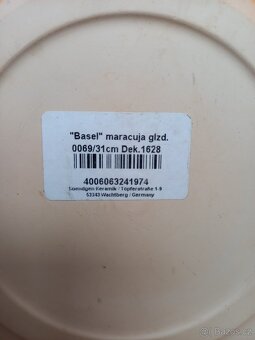 "Basel" maracuja glzd.
0069/31cm Dek.1628
4006063241974
Soendgen Keramik / Töpferstraße 1-9
53343 Wachtberg / Germany